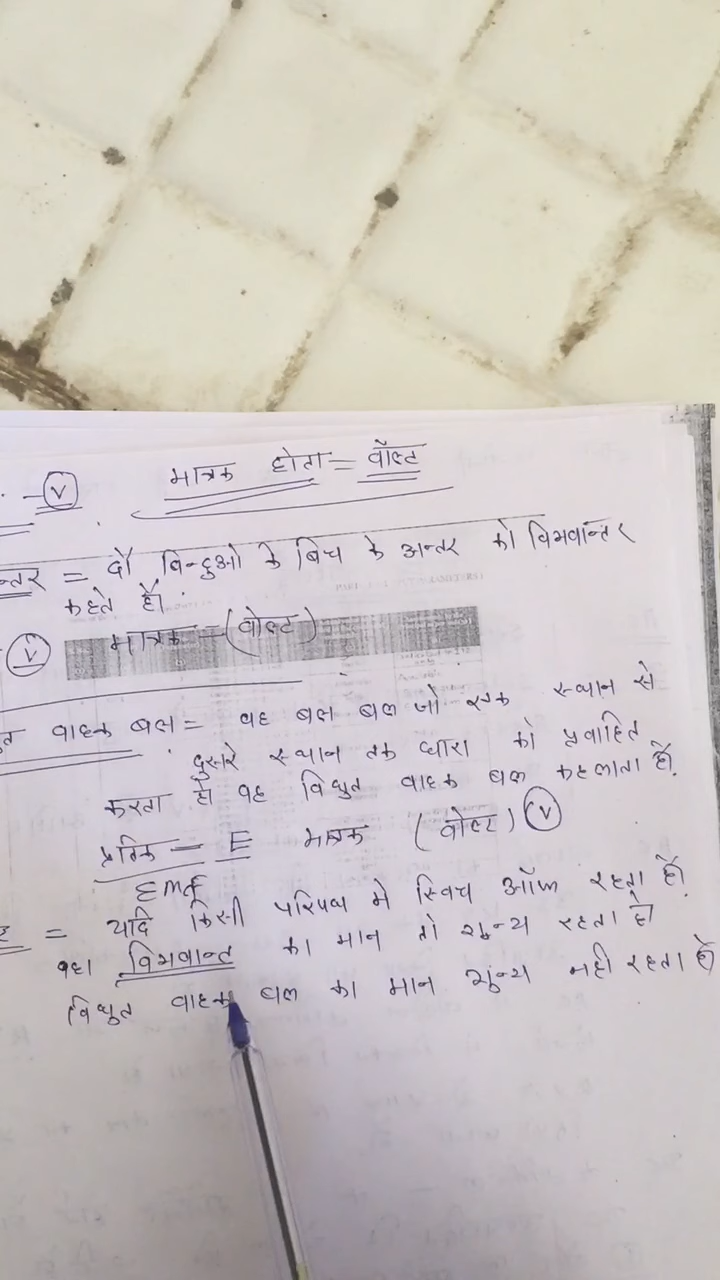 - V मात्रक होता = वॉल्ट
न्तर = दो विन्दुओ के बिच के अन्तर को विभवांन्तर
कहते हैं।
V मात्रक = (वोल्ट)
त वाहक बल = वह बल बल जो एक स्थान से
दुसरे स्थान तक धारा को प्रवाहित
करता हो वह विधुत वाहक बल कहलाता हैं.
प्रतिक - E मात्रक (वोल्ट) V
EMF
= यदि किसी परिपथ मे स्विच ऑफ रहता हैं.
वहा विभवान्त का मान तो शुन्य रहता हैं
विधुत वाहक बल का मान शुंन्य नही रहता हैं